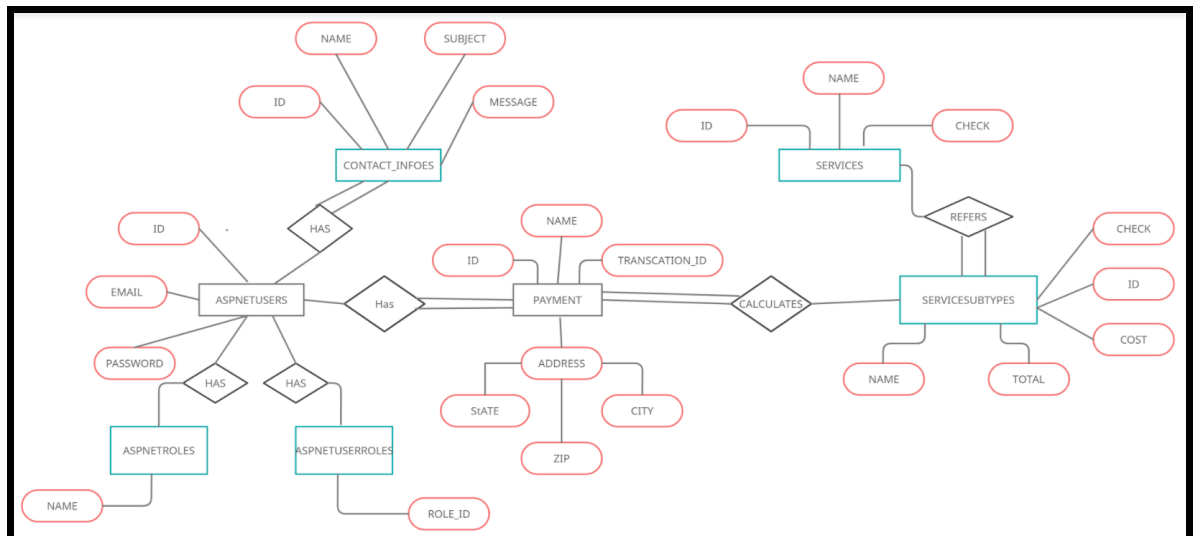 NAME
SUBJECT
ID
MESSAGE
CONTACT_INFOES
NAME
ID
CHECK
SERVICES
ID
HAS
NAME
REFERS
CHECK
ID
TRANSCATION_ID
EMAIL
ASPNETUSERS
Has
PAYMENT
CALCULATES
SERVICESUBTYPES
ID
COST
PASSWORD
HAS
HAS
ADDRESS
NAME
TOTAL
StATE
CITY
ASPNETROLES
ASPNETUSERROLES
ZIP
NAME
ROLE_ID